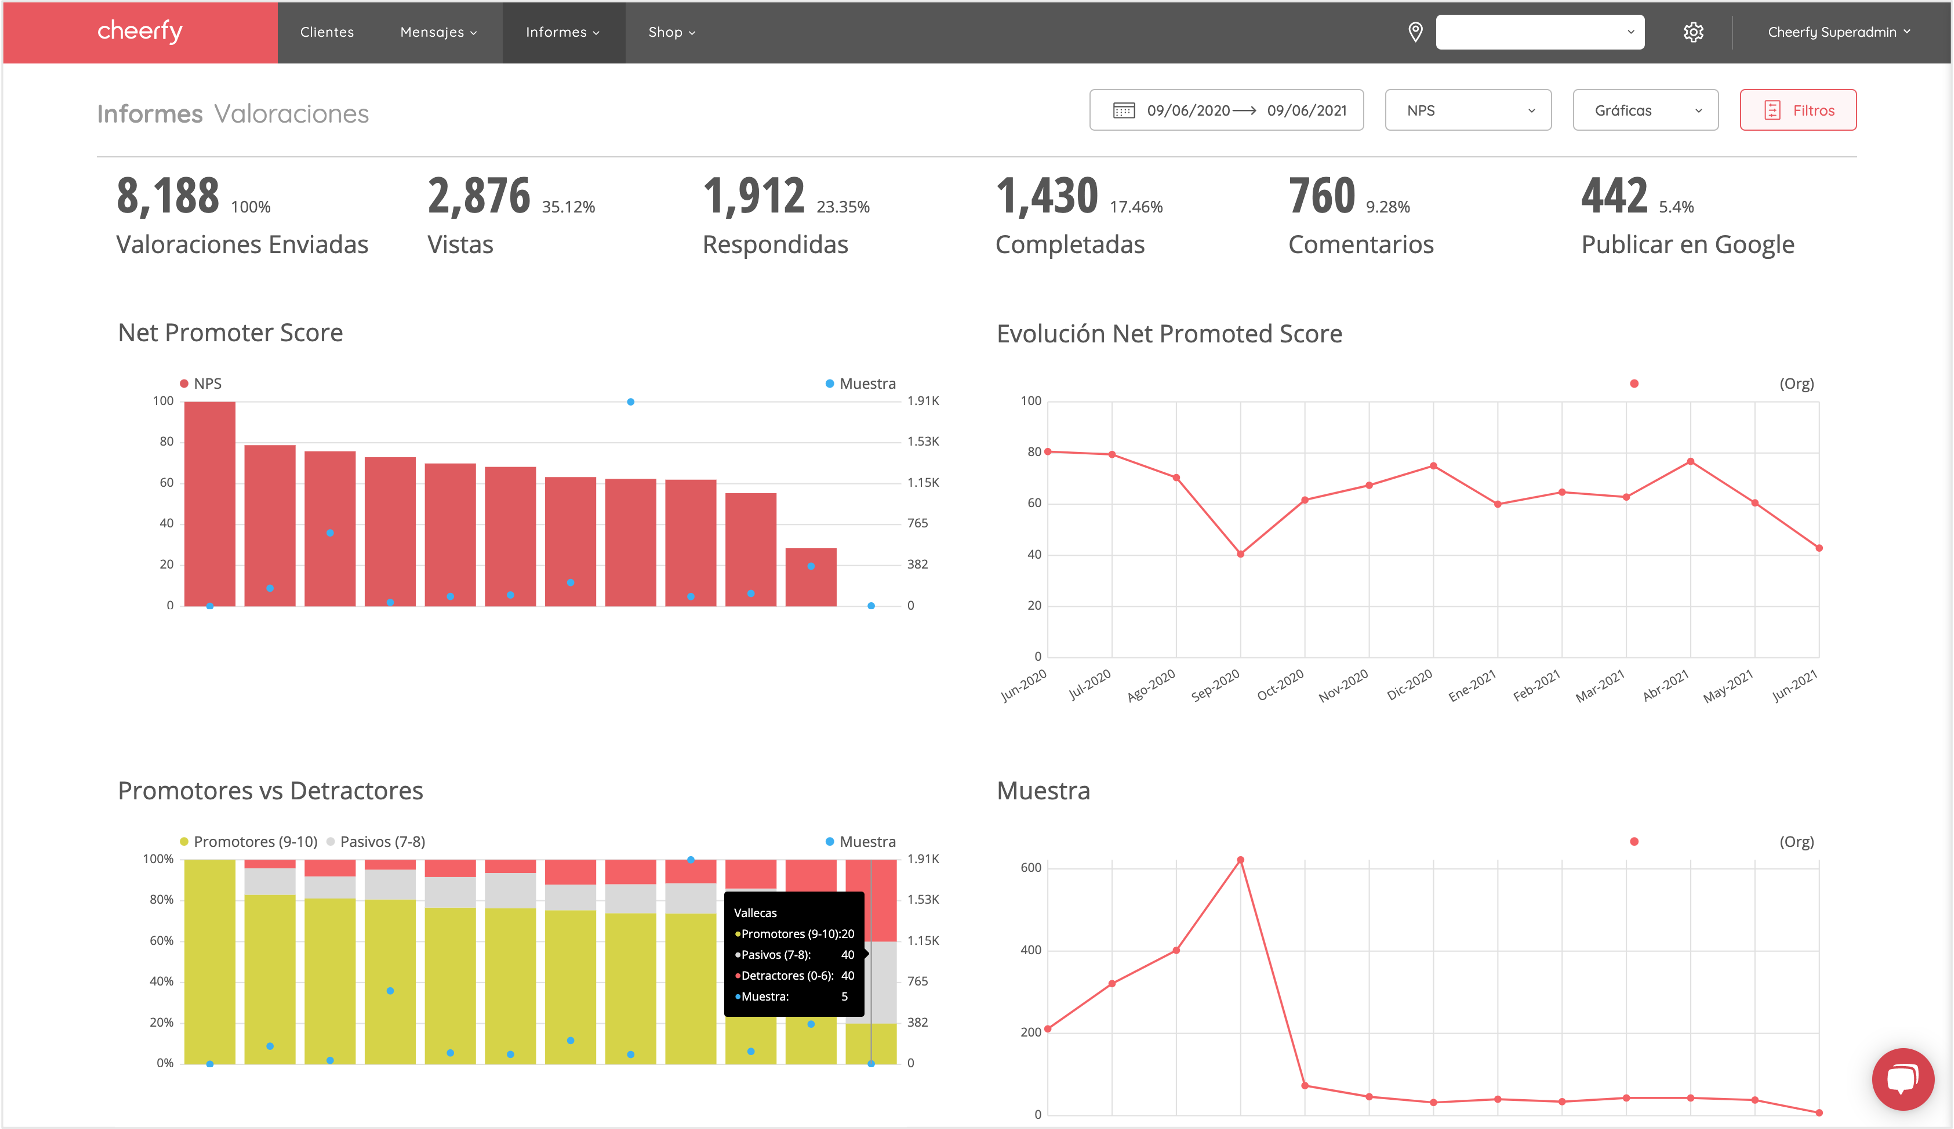 cheerfy
Clientes
Mensajes
Informes
Shop
Cheerfy Superadmin
Informes Valoraciones
09/06/2020 → 09/06/2021
NPS
Gráficas
Filtros
8,188 100%
Valoraciones Enviadas
2,876 35.12%
Vistas
1,912 23.35%
Respondidas
1,430 17.46%
Completadas
760 9.28%
Comentarios
442 5.4%
Publicar en Google
Net Promoter Score
NPS
Muestra
100
80
60
40
20
0
1.91K
1.53K
1.15K
765
382
0
Evolución Net Promoted Score
(Org)
100
80
60
40
20
0
Jun-2020
Jul-2020
Ago-2020
Sep-2020
Oct-2020
Nov-2020
Dic-2020
Ene-2021
Feb-2021
Mar-2021
Abr-2021
May-2021
Jun-2021
Promotores vs Detractores
Promotores (9-10)
Pasivos (7-8)
Muestra
100%
80%
60%
40%
20%
0%
1.91K
1.53K
1.15K
765
382
0
Vallecas
Promotores (9-10):20
Pasivos (7-8): 40
Detractores (0-6): 40
Muestra: 5
Muestra
(Org)
600
400
200
0